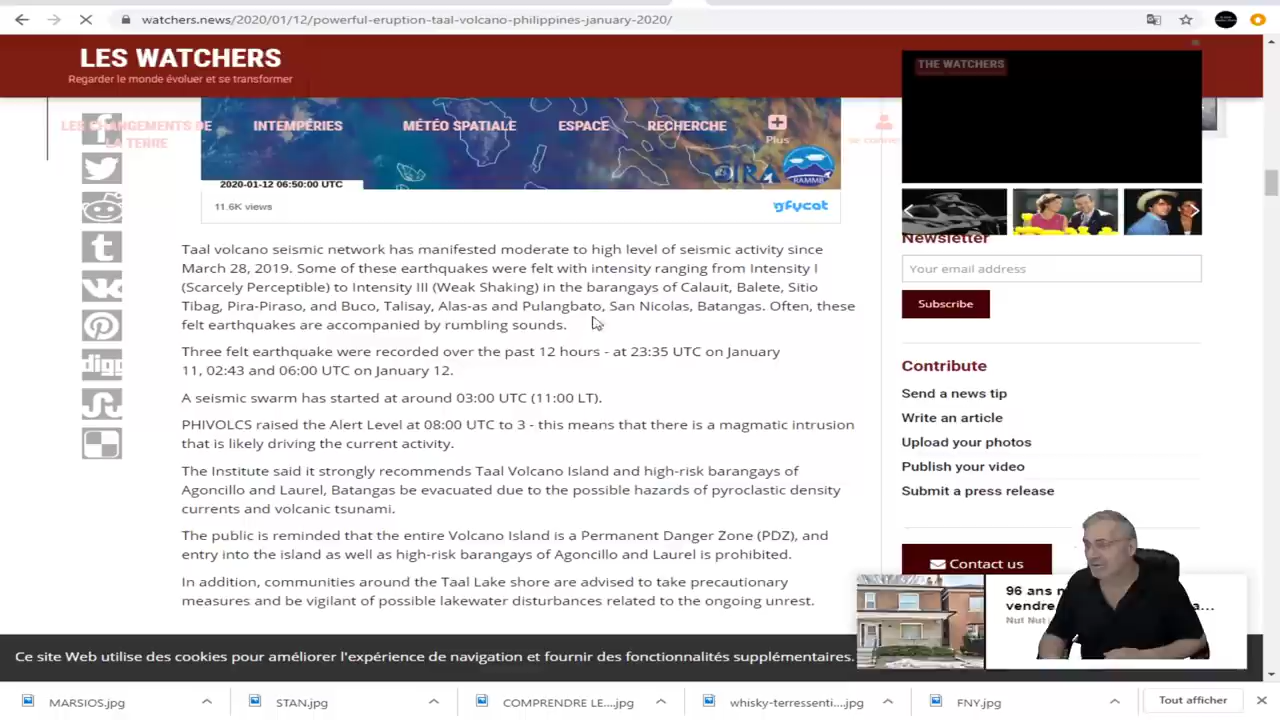 watchers.news/2020/01/12/powerful-eruption-taal-volcano-philippines-january-2020/
LES WATCHERS
Regarder le monde évoluer et se transformer
THE WATCHERS
LES CHANGEMENTS DE
LA TERRE
INTEMPÉRIES
MÉTÉO SPATIALE
ESPACE
RECHERCHE
Plus
se conne
CIRA
RAMMB
2020-01-12 06:50:00 UTC
11.6K views
gfycat
Taal volcano seismic network has manifested moderate to high level of seismic activity since
March 28, 2019. Some of these earthquakes were felt with intensity ranging from Intensity I
(Scarcely Perceptible) to Intensity III (Weak Shaking) in the barangays of Calauit, Balete, Sitio
Tibag, Pira-Piraso, and Buco, Talisay, Alas-as and Pulangbato, San Nicolas, Batangas. Often, these
felt earthquakes are accompanied by rumbling sounds.
Three felt earthquake were recorded over the past 12 hours - at 23:35 UTC on January
11, 02:43 and 06:00 UTC on January 12.
A seismic swarm has started at around 03:00 UTC (11:00 LT).
PHIVOLCS raised the Alert Level at 08:00 UTC to 3 - this means that there is a magmatic intrusion
that is likely driving the current activity.
The Institute said it strongly recommends Taal Volcano Island and high-risk barangays of
Agoncillo and Laurel, Batangas be evacuated due to the possible hazards of pyroclastic density
currents and volcanic tsunami.
The public is reminded that the entire Volcano Island is a Permanent Danger Zone (PDZ), and
entry into the island as well as high-risk barangays of Agoncillo and Laurel is prohibited.
In addition, communities around the Taal Lake shore are advised to take precautionary
measures and be vigilant of possible lakewater disturbances related to the ongoing unrest.
digg
Newsletter
Your email address
Subscribe
Contribute
Send a news tip
Write an article
Upload your photos
Publish your video
Submit a press release
Contact us
96 ans
vendre
Nut Nut
Ce site Web utilise des cookies pour améliorer l'expérience de navigation et fournir des fonctionnalités supplémentaires.
MARSIOS.jpg
STAN.jpg
COMPRENDRE LE....jpg
whisky-terressenti....jpg
FNY.jpg
Tout afficher